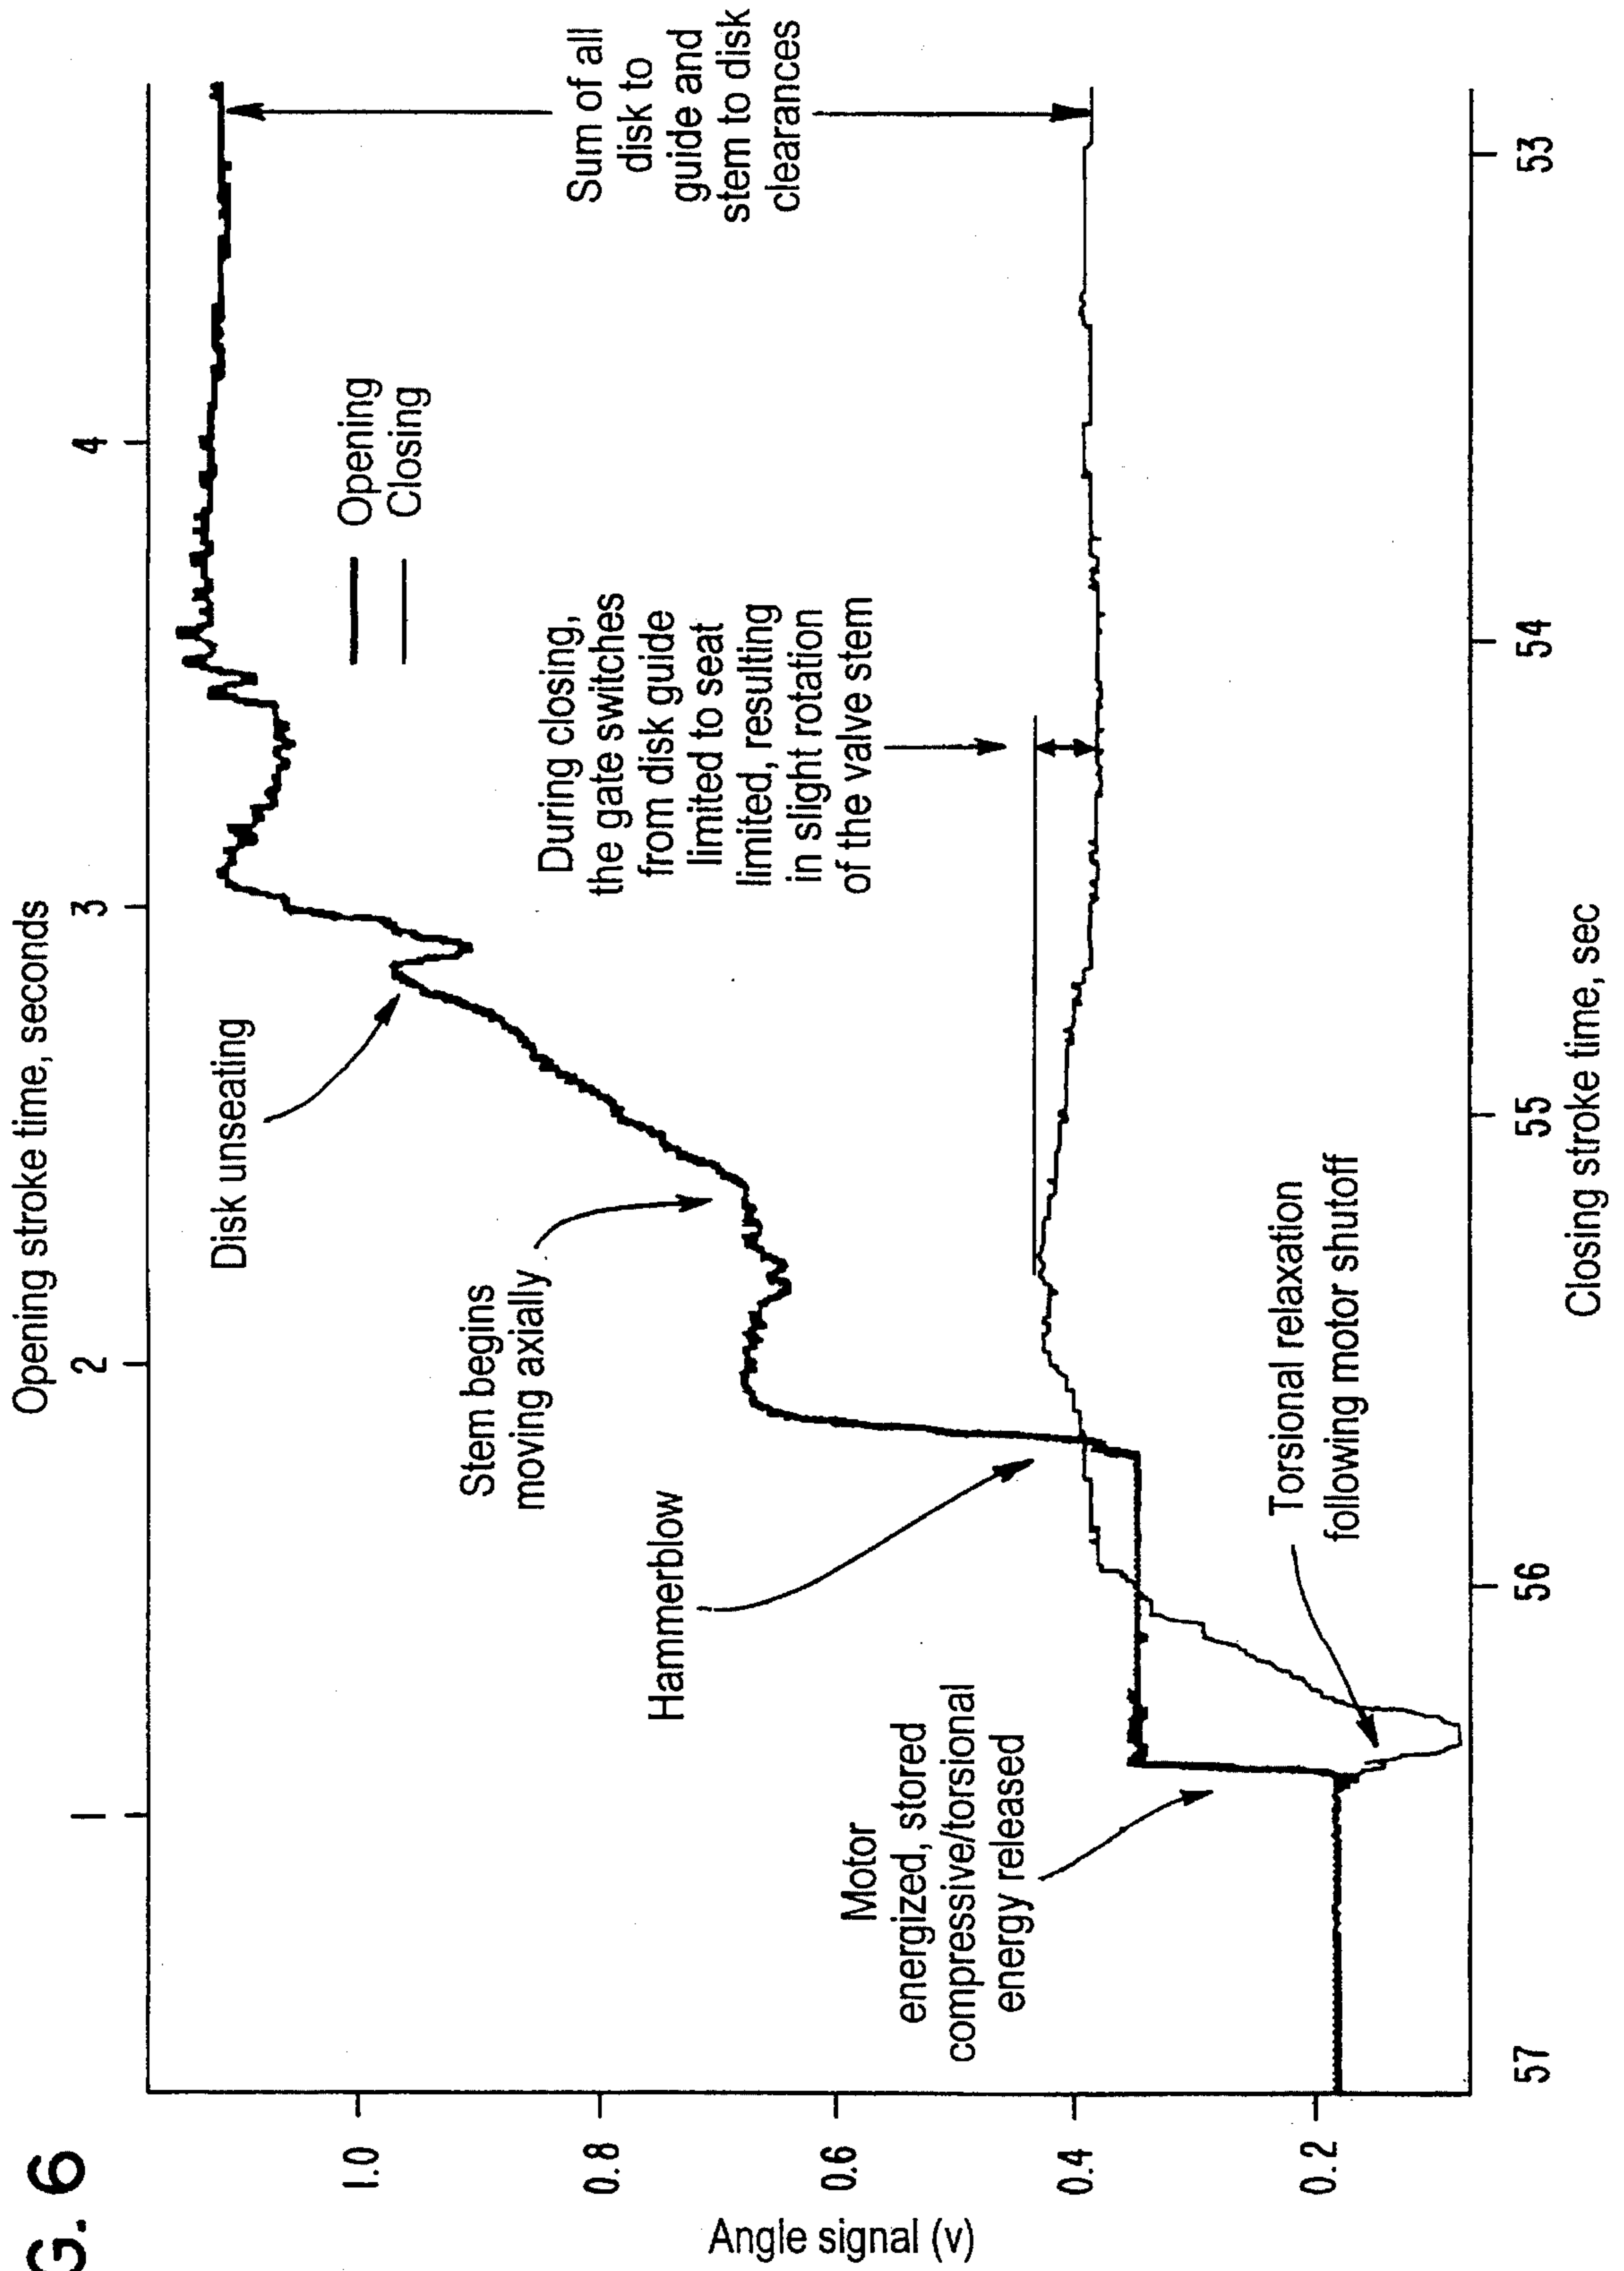 G. 6
Opening stroke time, seconds
1
2
3
4
Disk unseating
Opening
Closing
Stem begins
moving axially
Sum of all
disk to
guide and
stem to disk
clearances
Hammerblow
During closing,
the gate switches
from disk guide
limited to seat
limited, resulting
in slight rotation
of the valve stem
Motor
energized, stored
compressive/torsional
energy released
Torsional relaxation
following motor shutoff
Angle signal (v)
1.0
0.8
0.6
0.4
0.2
57
56
55
54
53
Closing stroke time, sec